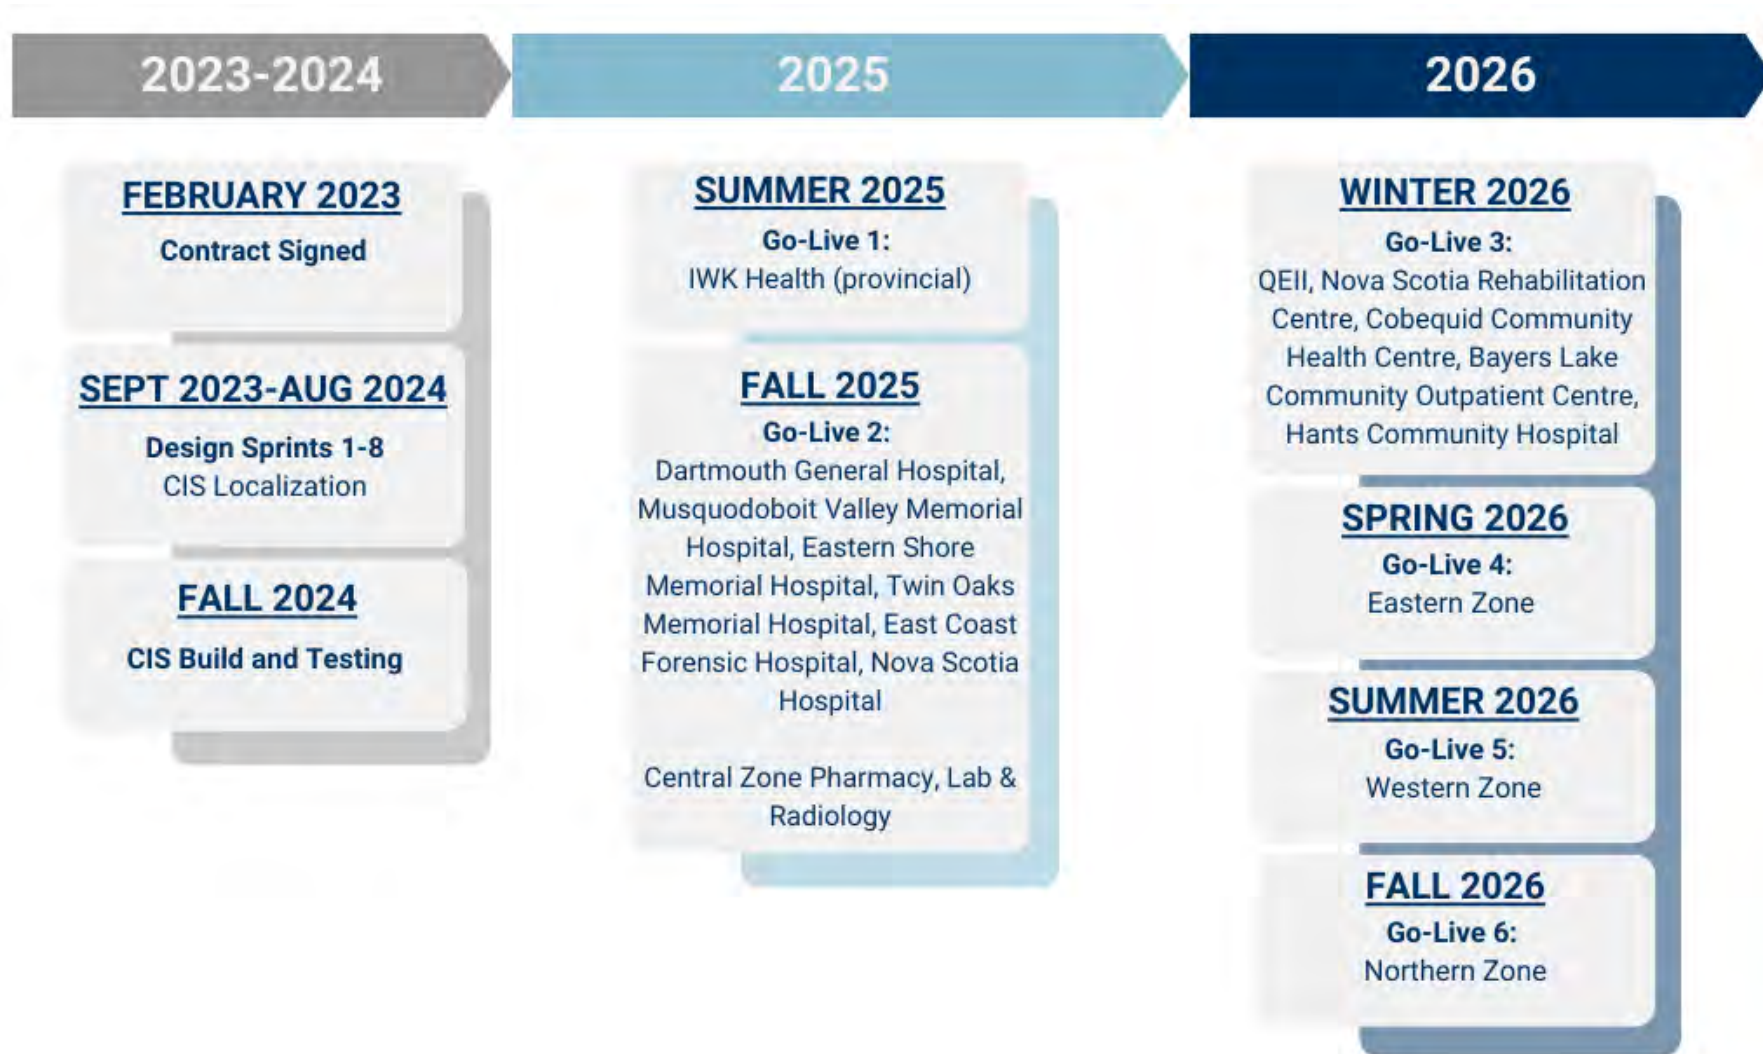 2023-2024
2025
2026
FEBRUARY 2023
Contract Signed
SEPT 2023-AUG 2024
Design Sprints 1-8
CIS Localization
FALL 2024
CIS Build and Testing
SUMMER 2025
Go-Live 1:
IWK Health (provincial)
FALL 2025
Go-Live 2:
Dartmouth General Hospital,
Musquodoboit Valley Memorial
Hospital, Eastern Shore
Memorial Hospital, Twin Oaks
Memorial Hospital, East Coast
Forensic Hospital, Nova Scotia
Hospital
Central Zone Pharmacy, Lab &
Radiology
WINTER 2026
Go-Live 3:
QEII, Nova Scotia Rehabilitation
Centre, Cobequid Community
Health Centre, Bayers Lake
Community Outpatient Centre,
Hants Community Hospital
SPRING 2026
Go-Live 4:
Eastern Zone
SUMMER 2026
Go-Live 5:
Western Zone
FALL 2026
Go-Live 6:
Northern Zone